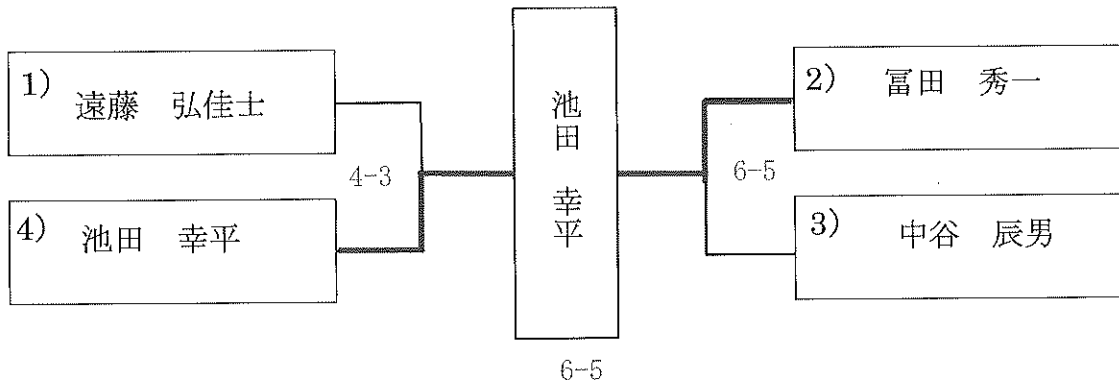 1) 遠藤 弘佳士
4) 池田 幸平
4-3
池田 幸平
6-5
2) 冨田 秀一
3) 中谷 辰男
6-5